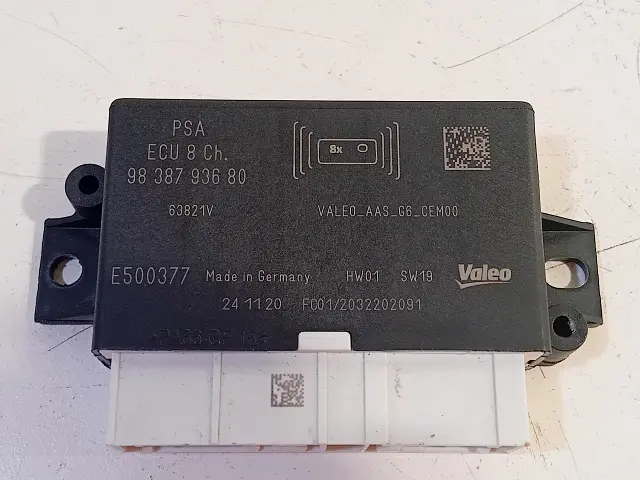 PSA
ECU 8 Ch.
98 387 936 80
8x
63821V
VALEO_AAS_G6_CEM00
E500377 Made in Germany HW01 SW19 Valeo
24 11 20 FC01/2032202091